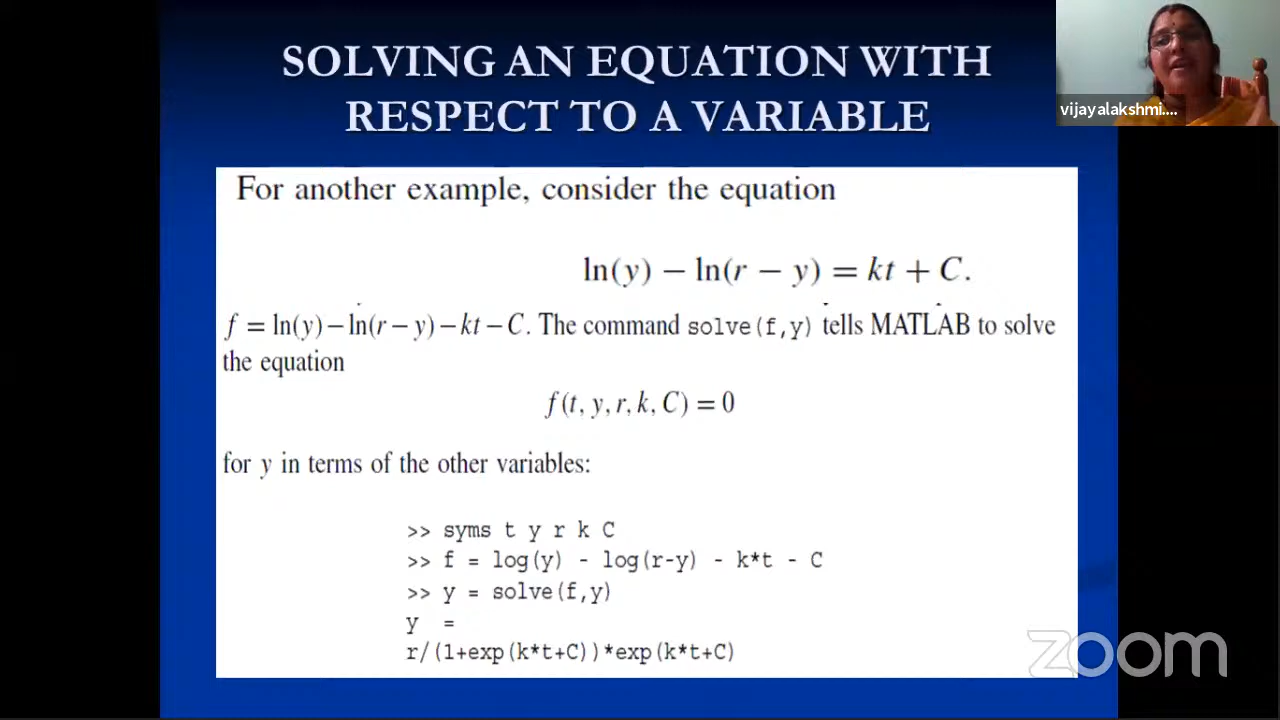 SOLVING AN EQUATION WITH
RESPECT TO A VARIABLE
vijayalakshmi....
For another example, consider the equation
ln(y) − ln(r − y) = kt + C.
f = ln(y) − ln(r − y) − kt − C. The command solve(f,y) tells MATLAB to solve
the equation
f(t, y, r, k, C) = 0
for y in terms of the other variables:
>> syms t y r k C
>> f = log(y) - log(r-y) - k*t - C
>> y = solve(f,y)
y =
r/(1+exp(k*t+C))*exp(k*t+C)
zoom